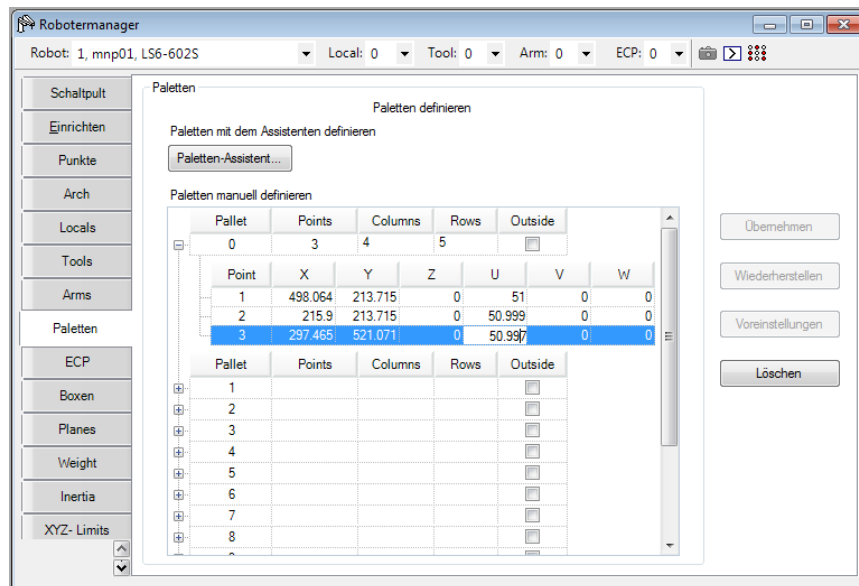 Robotermanager
Robot: 1, mnp01, LS6-602S Local: 0 Tool: 0 Arm: 0 ECP: 0
Schaltpult
Einrichten
Punkte
Arch
Locals
Tools
Arms
Paletten
ECP
Boxen
Planes
Weight
Inertia
XYZ- Limits
Paletten
Paletten definieren
Paletten mit dem Assistenten definieren
Paletten-Assistent...
Paletten manuell definieren
Pallet Points Columns Rows Outside
0 3 4 5
Point X Y Z U V W
1 498.064 213.715 0 51 0 0
2 215.9 213.715 0 50.999 0 0
3 297.465 521.071 0 50.997 0 0
Pallet Points Columns Rows Outside
1
2
3
4
5
6
7
8
Übernehmen
Wiederherstellen
Voreinstellungen
Löschen